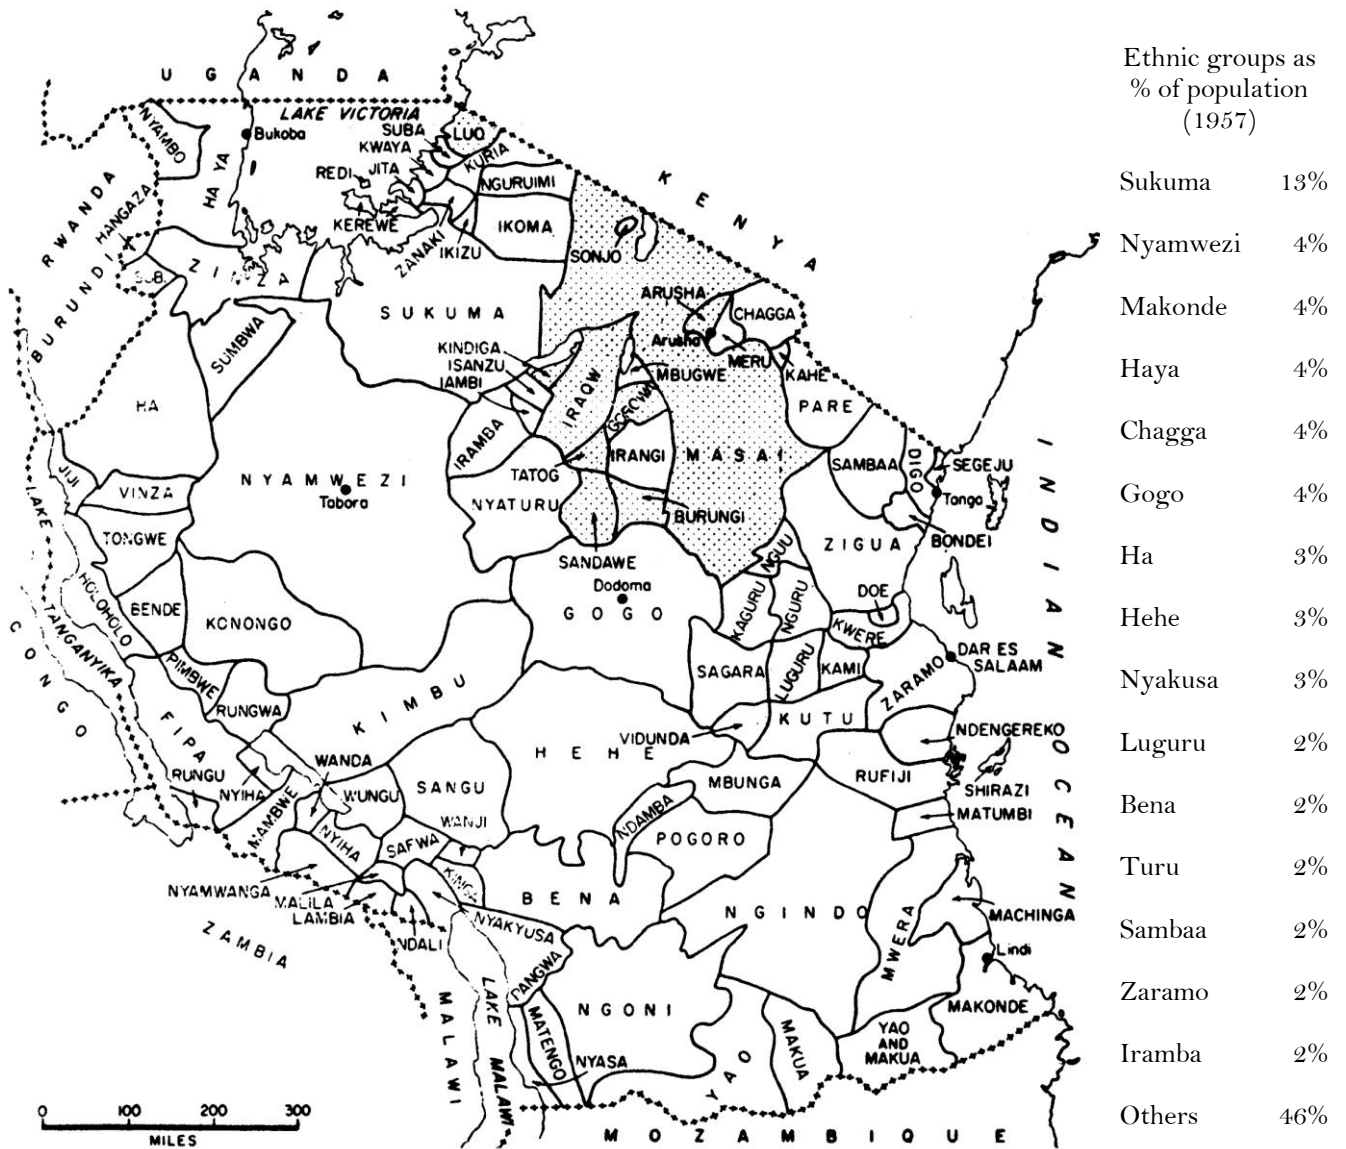 UGANDA
LAKE VICTORIA
NYAMBO
Bukoba
SUBA
LUO
KWAYA
KURIA
HAYA
REDI
JITA
NGURUIMI
KENYA
RWANDA
HANGAZA
KEREWE
IKOMA
ZANAKI
IKIZU
SONJO
BURUNDI
SUB.
ZINZA
ARUSHA
CHAGGA
SUKUMA
SUMBWA
Arusha
KINDIGA
ISANZU
IAMBI
MERU
MBUGWE
KAHE
IRAQW
GOROWA
HA
PARE
IRAMBA
IRANGI
MASAI
SAMBAA
DIGO
SEGEJU
JIJI
VINZA
NYAMWEZI
Tabora
TATOG
NYATURU
Tanga
BURUNGI
BONDEI
LAKE TANGANYIKA
TONGWE
SANDAWE
NGUU
ZIGUA
INDIAN OCEAN
HOLOHOLO
BENDE
KONONGO
Dodoma
GOGO
KAGURU
NGURU
DOE
KWERE
CONGO
PIMBWE
SAGARA
LUGURU
KAMI
DAR ES
SALAAM
RUNGWA
KIMBU
ZARAMO
FIPA
VIDUNDA
KUTU
NDENGEREKO
HEHE
RUNGU
NYIHA
WANDA
MBUNGA
RUFIJI
SHIRAZI
MAMBWE
WUNGU
SANGU
NDAMBA
MATUMBI
NYIHA
SAFWA
WANJI
POGORO
KINGA
NYAMWANGA
MALILA
LAMBIA
BENA
NGINDO
MACHINGA
ZAMBIA
NDALI
NYAKYUSA
MWERA
Lindi
PANGWA
LAKE MALAWI
MALAWI
NGONI
MAKONDE
MATENGO
NYASA
YAO
MAKUA
YAO
AND
MAKUA
MOZAMBIQUE
0 100 200 300
MILES
Ethnic groups as
% of population
(1957)
Sukuma 13%
Nyamwezi 4%
Makonde 4%
Haya 4%
Chagga 4%
Gogo 4%
Ha 3%
Hehe 3%
Nyakusa 3%
Luguru 2%
Bena 2%
Turu 2%
Sambaa 2%
Zaramo 2%
Iramba 2%
Others 46%